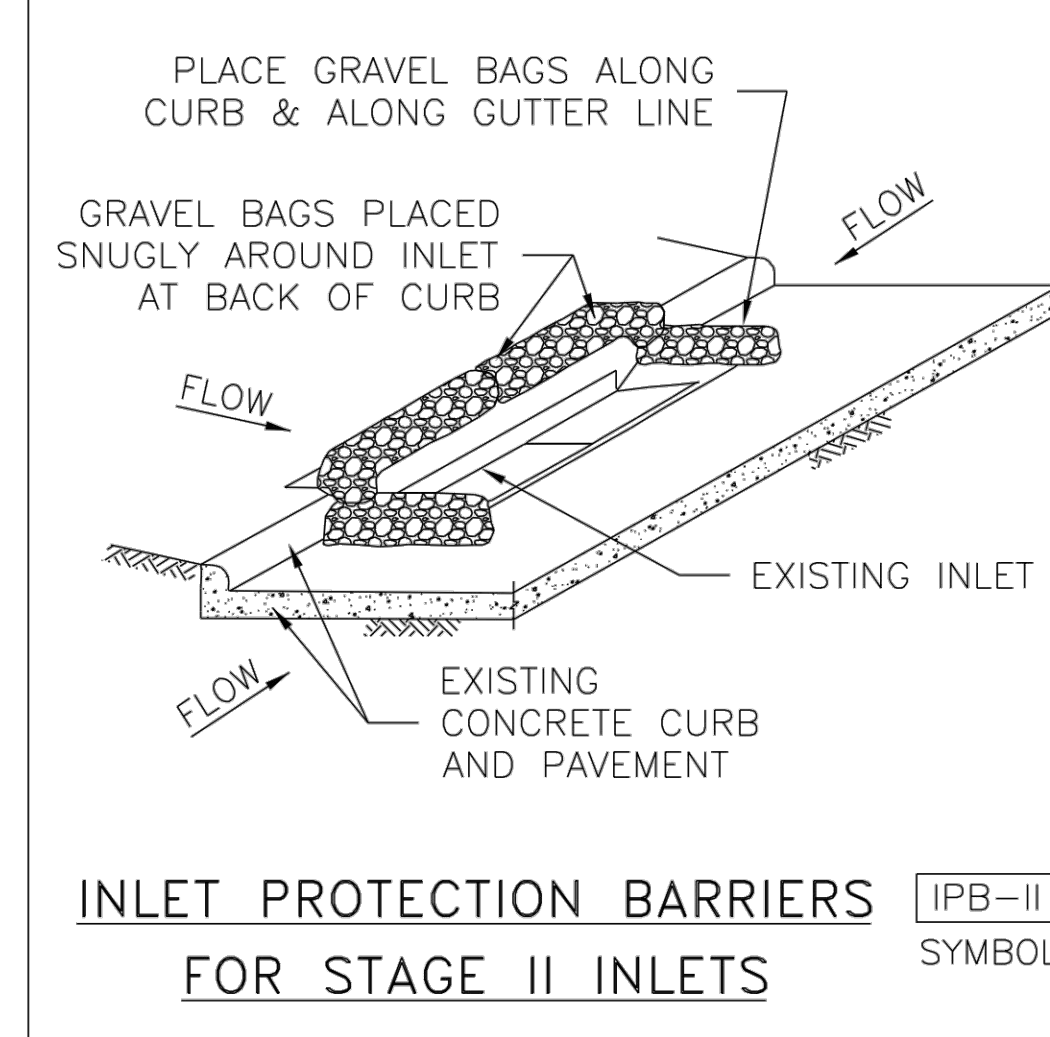 PLACE GRAVEL BAGS ALONG
CURB & ALONG GUTTER LINE
GRAVEL BAGS PLACED
SNUGLY AROUND INLET
AT BACK OF CURB
FLOW
FLOW
EXISTING INLET
FLOW
EXISTING
CONCRETE CURB
AND PAVEMENT
INLET PROTECTION BARRIERS
FOR STAGE II INLETS
IPB-II
SYMBOL